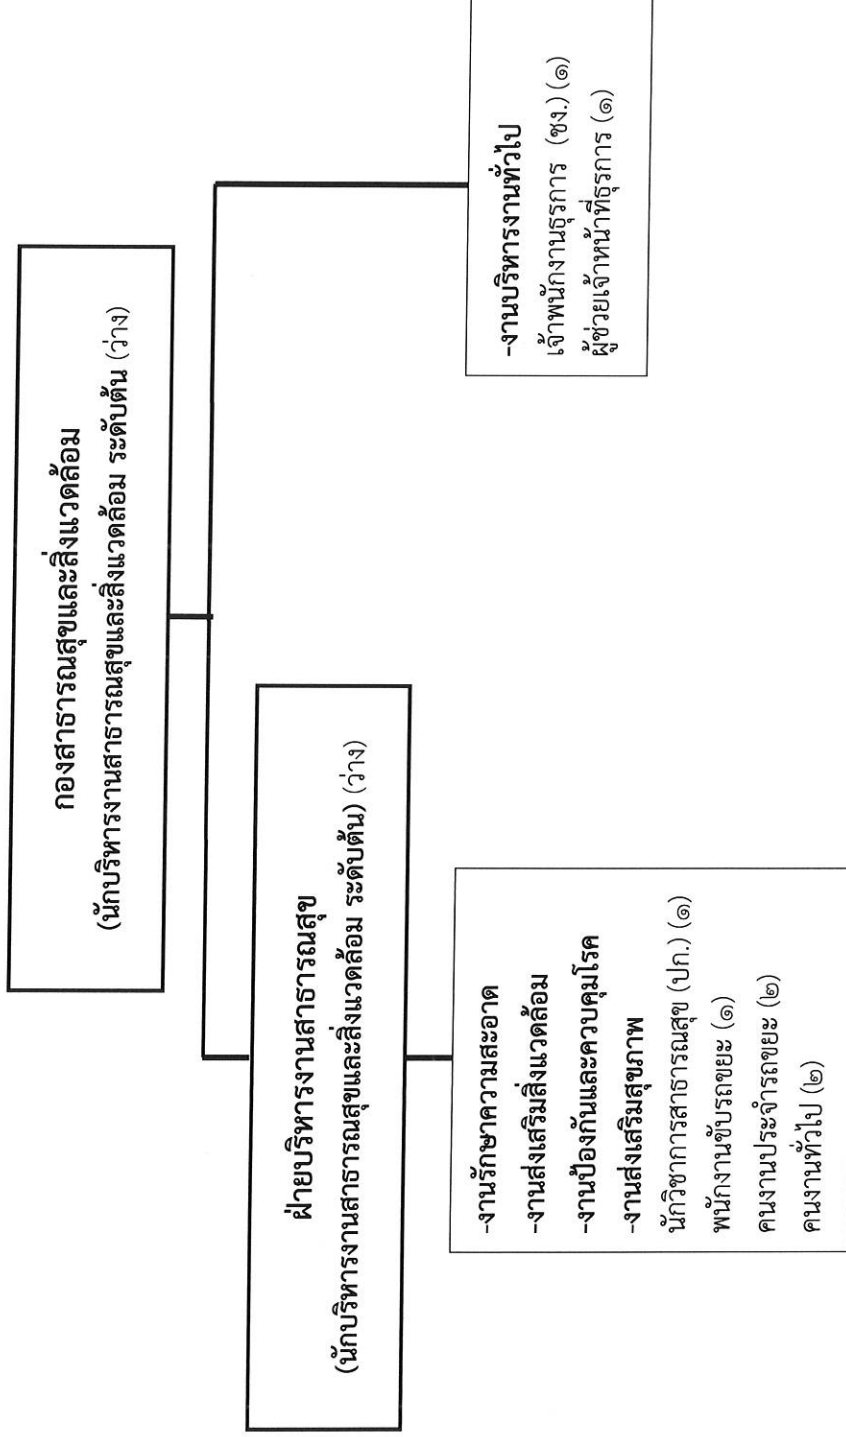 กองสาธารณสุขและสิ่งแวดล้อม
(นักบริหารงานสาธารณสุขและสิ่งแวดล้อม ระดับต้น (ว่าง)
ฝ่ายบริหารงานสาธารณสุข
(นักบริหารงานสาธารณสุขและสิ่งแวดล้อม ระดับต้น) (ว่าง)
-งานรักษาความสะอาด
-งานส่งเสริมสิ่งแวดล้อม
-งานป้องกันและควบคุมโรค
-งานส่งเสริมสุขภาพ
นักวิชาการสาธารณสุข (ปก.) (๑)
พนักงานขับรถขยะ (๑)
คนงานประจำรถขยะ (๒)
คนงานทั่วไป (๒)
-งานบริหารงานทั่วไป
เจ้าพนักงานธุรการ (ชง.) (๑)
ผู้ช่วยเจ้าหน้าที่ธุรการ (๑)